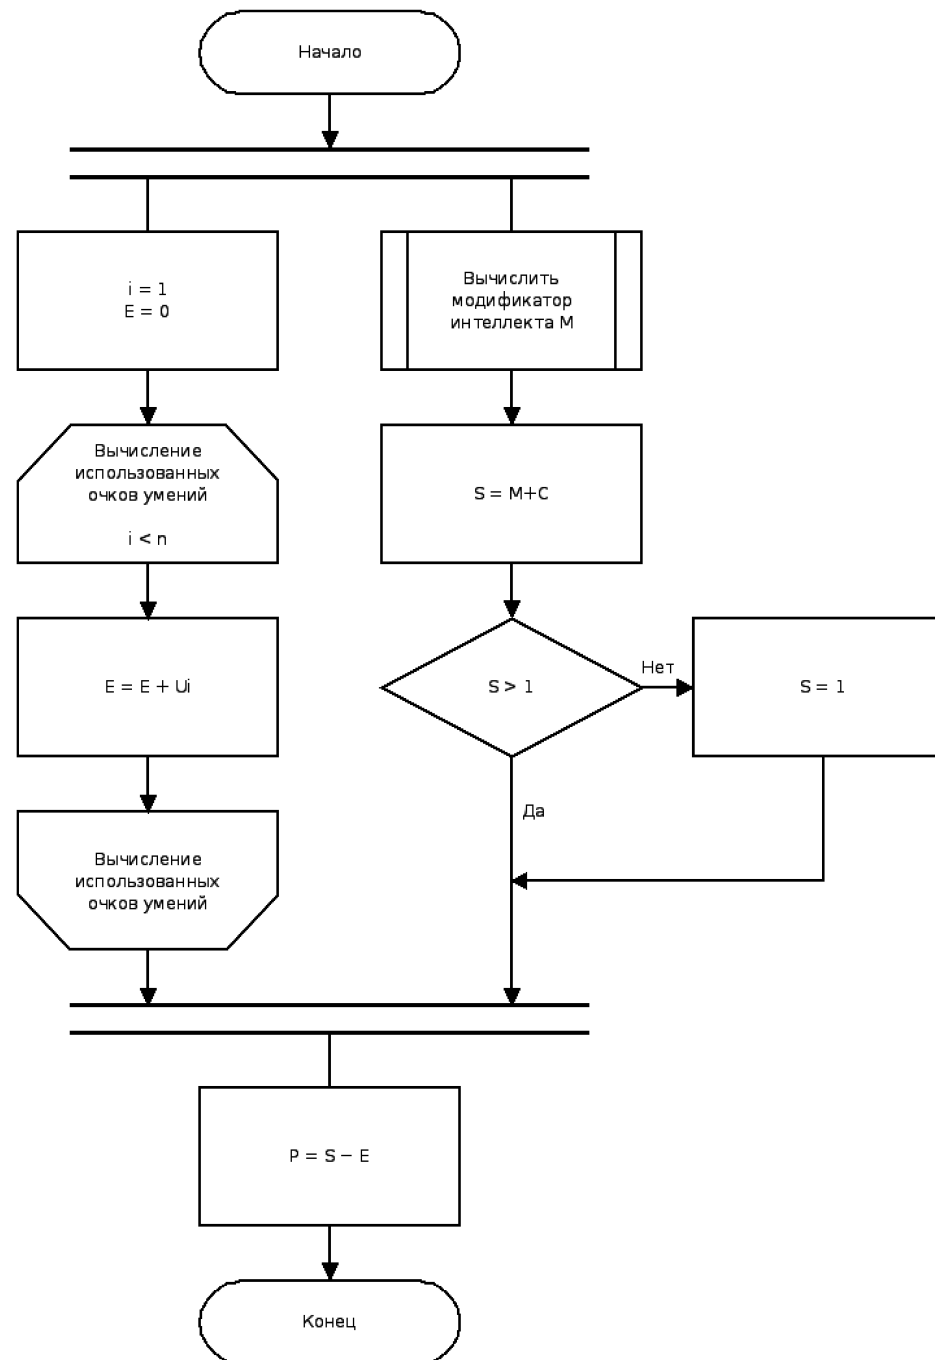 Начало
i = 1
E = 0
Вычислить
модификатор
интеллекта М
Вычисление
использованных
очков умений
i < n
S = M+C
E = E + Ui
S > 1
Нет
S = 1
Да
Вычисление
использованных
очков умений
P = S − E
Конец